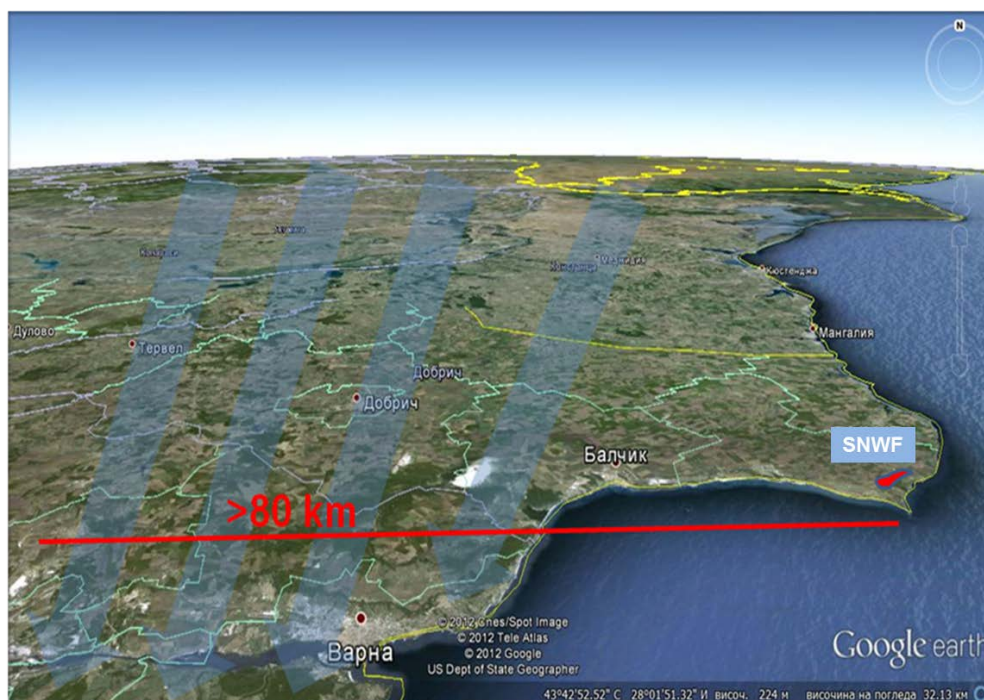 N
Дулово
Тервел
Констанца
Кюстенджа
Мангалия
Добрич
Добрич
Балчик
SNWF
>80 km
Варна
© 2012 Cnes/Spot Image
© 2012 Tele Atlas
© 2012 Google
US Dept of State Geographer
Google earth
43°42'52.52" С 28°01'51.32" И височ. 224 м височина на погледа 32.13 км